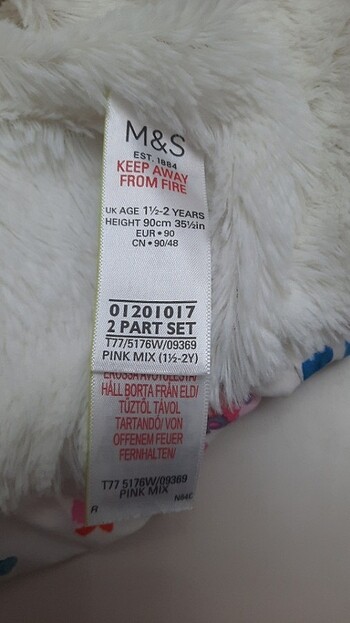 M&S
EST. 1884
KEEP AWAY
FROM FIRE
UK AGE 1½-2 YEARS
HEIGHT 90cm 35½in
EUR • 90
CN • 90/48
01201017
2 PART SET
T77/5176W/09369
PINK MIX (1½-2Y)
HÅLL BORTA FRÅN ELD/
TŰZTŐL TÁVOL
TARTANDÓ/ VON
OFFENEM FEUER
FERNHALTEN/
T77 5176W/09369
PINK MIX
R